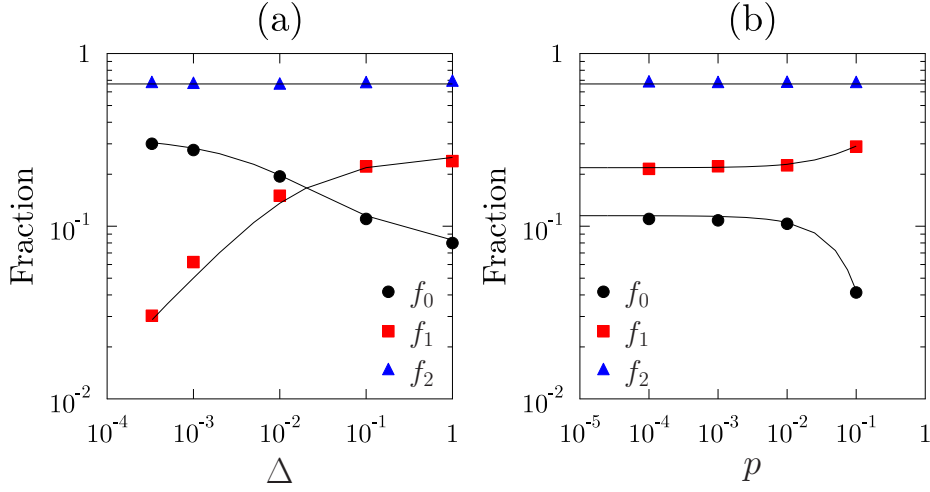 (a)
Fraction
1
10^{-1}
10^{-2}
10^{-4}
10^{-3}
10^{-2}
10^{-1}
1
Δ
f_0
f_1
f_2
(b)
Fraction
1
10^{-1}
10^{-2}
10^{-5}
10^{-4}
10^{-3}
10^{-2}
10^{-1}
1
p
f_0
f_1
f_2